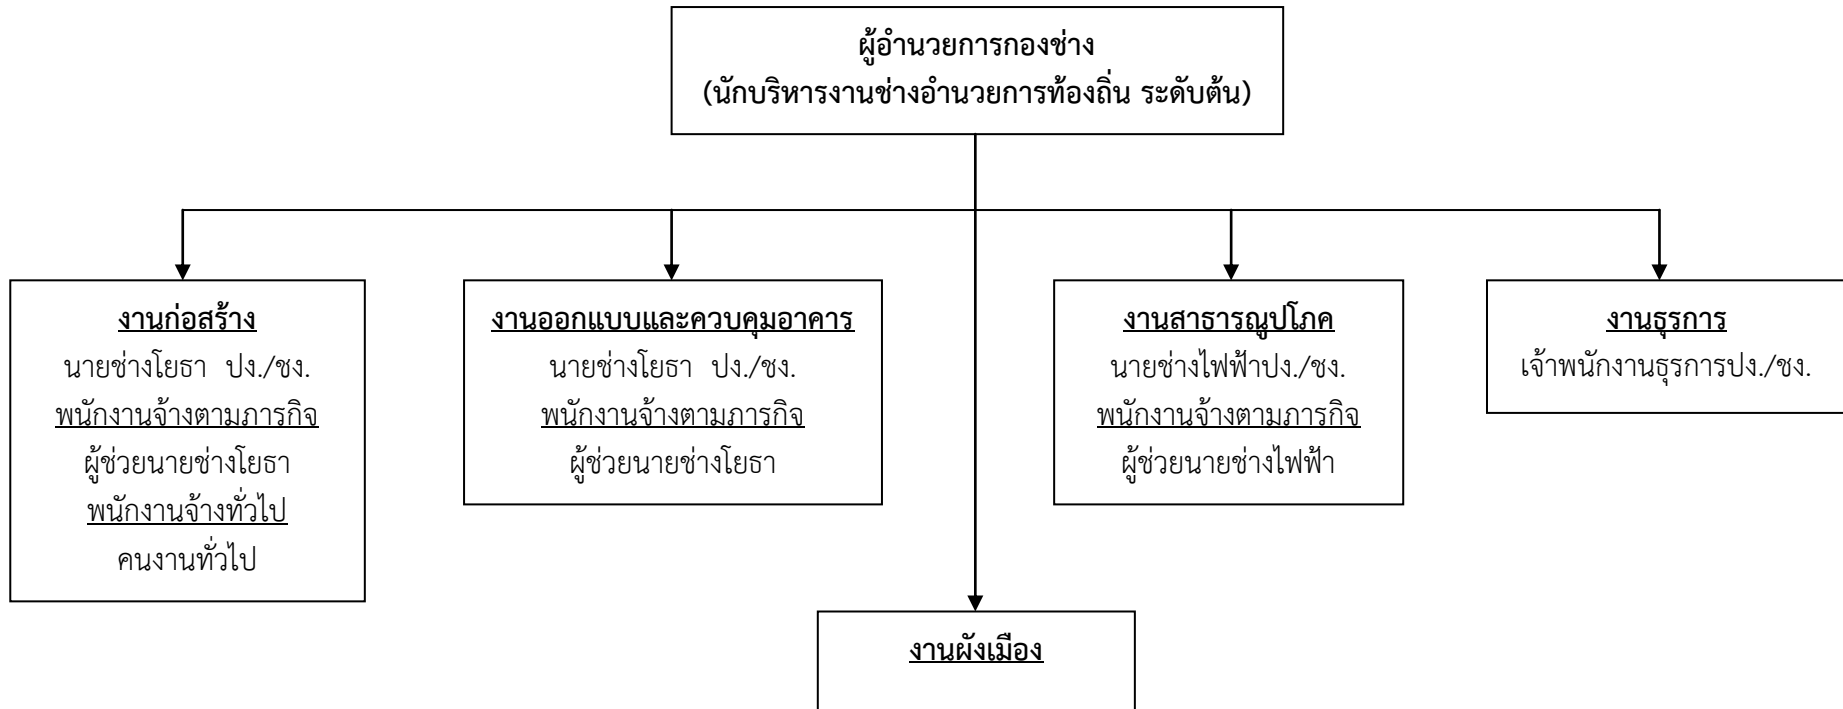 ผู้อำนวยการกองช่าง
(นักบริหารงานช่างอำนวยการท้องถิ่น ระดับต้น)
งานก่อสร้าง
นายช่างโยธา ปง./ชง.
พนักงานจ้างตามภารกิจ
ผู้ช่วยนายช่างโยธา
พนักงานจ้างทั่วไป
คนงานทั่วไป
งานออกแบบและควบคุมอาคาร
นายช่างโยธา ปง./ชง.
พนักงานจ้างตามภารกิจ
ผู้ช่วยนายช่างโยธา
งานสาธารณูปโภค
นายช่างไฟฟ้าปง./ชง.
พนักงานจ้างตามภารกิจ
ผู้ช่วยนายช่างไฟฟ้า
งานธุรการ
เจ้าพนักงานธุรการปง./ชง.
งานผังเมือง